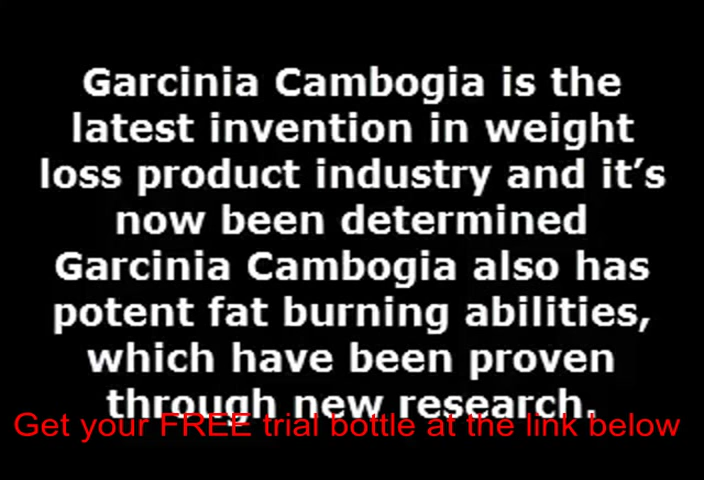 Garcinia Cambogia is the
latest invention in weight
loss product industry and it’s
now been determined
Garcinia Cambogia also has
potent fat burning abilities,
which have been proven
through new research.
Get your FREE trial bottle at the link below